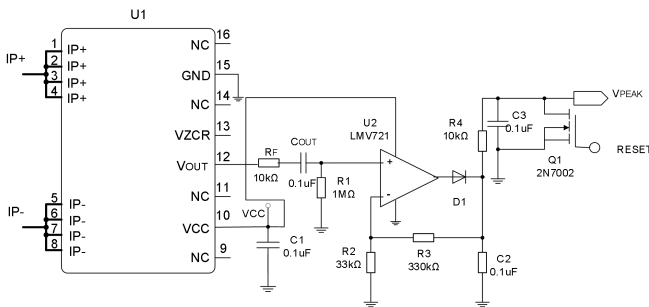 U1
IP+
1 IP+
2 IP+
3 IP+
4 IP+
IP-
5 IP-
6 IP-
7 IP-
8 IP-
NC 16
GND 15
NC 14
VZCR 13
VOUT 12
NC 11
VCC 10
NC 9
VCC
C1
0.1uF
RF
10kΩ
COUT
0.1uF
R1
1MΩ
U2
LMV721
+
-
D1
R2
33kΩ
R3
330kΩ
C2
0.1uF
R4
10kΩ
C3
0.1uF
VPEAK
Q1
2N7002
RESET